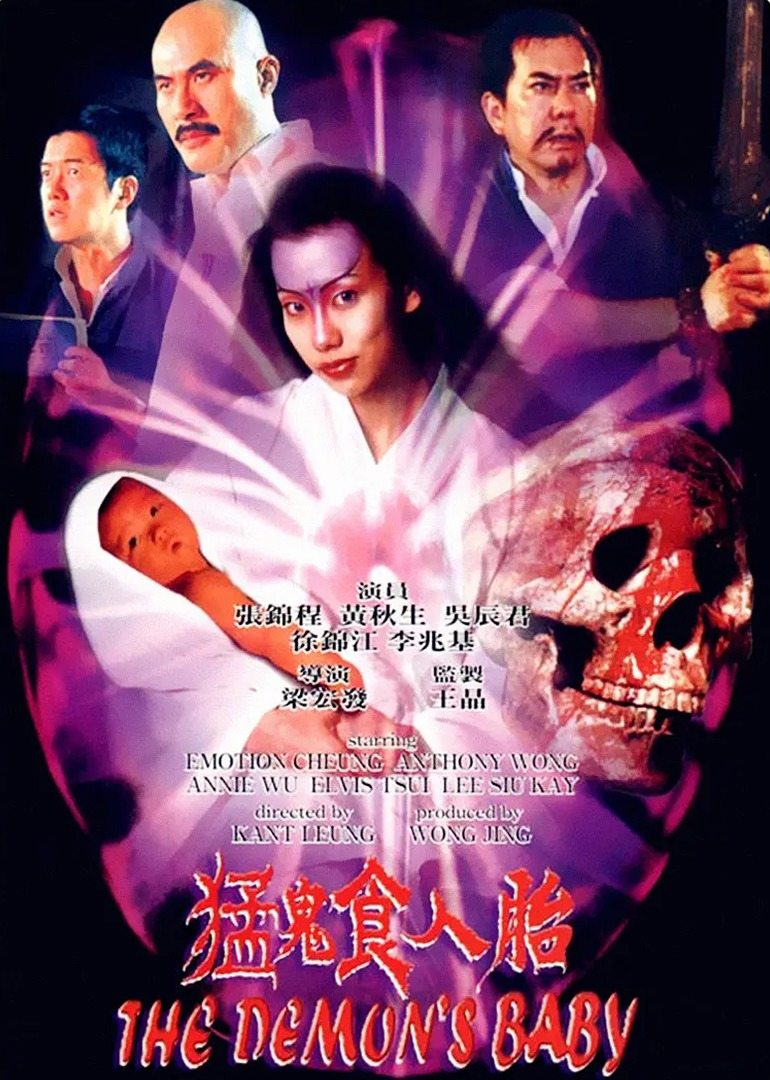 演員
張錦程 黃秋生 吳辰君
徐錦江 李兆基
導演 監製
梁宏發 王晶
starring
EMOTION CHEUNG ANTHONY WONG
ANNIE WU ELVIS TSUI LEE SIU KAY
directed by produced by
KANT LEUNG WONG JING
猛鬼食人胎
THE DEMON'S BABY